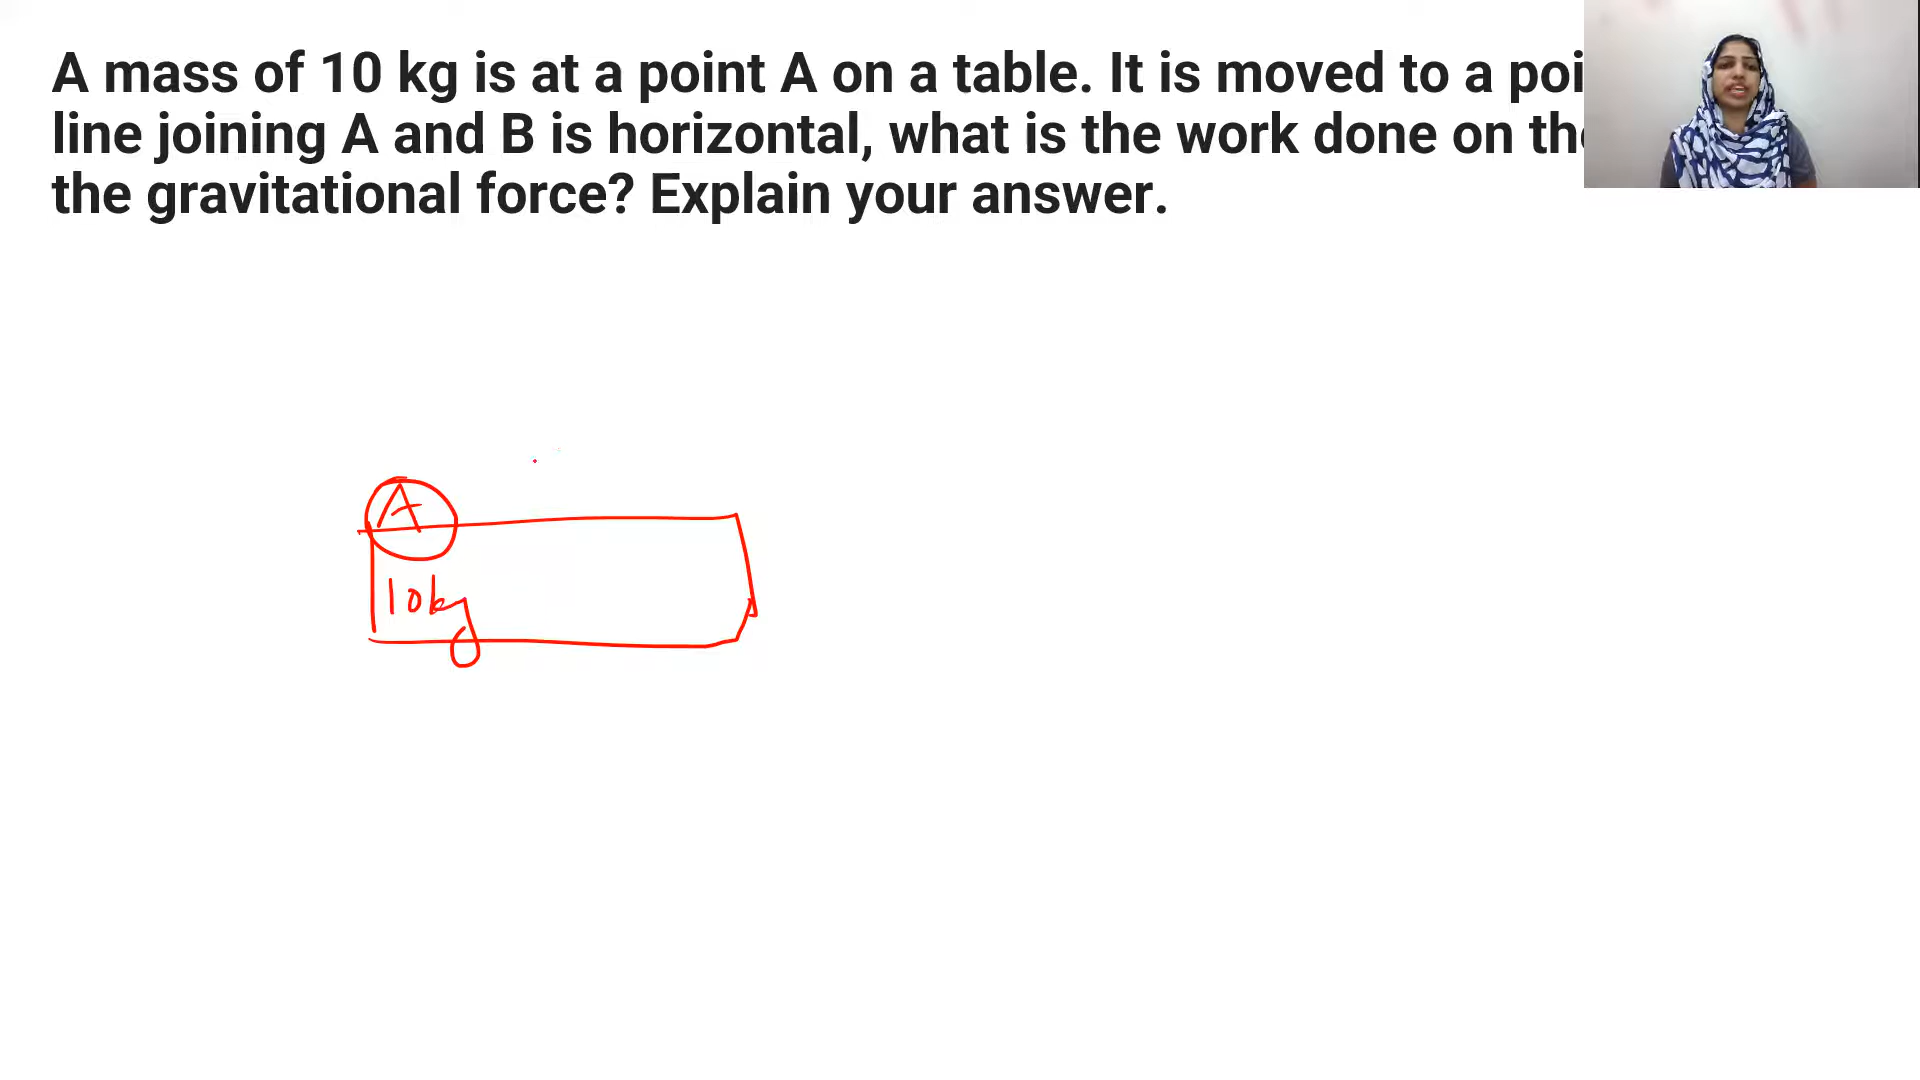 A mass of 10 kg is at a point A on a table. It is moved to a poi
line joining A and B is horizontal, what is the work done on th
the gravitational force? Explain your answer.
A
10kg